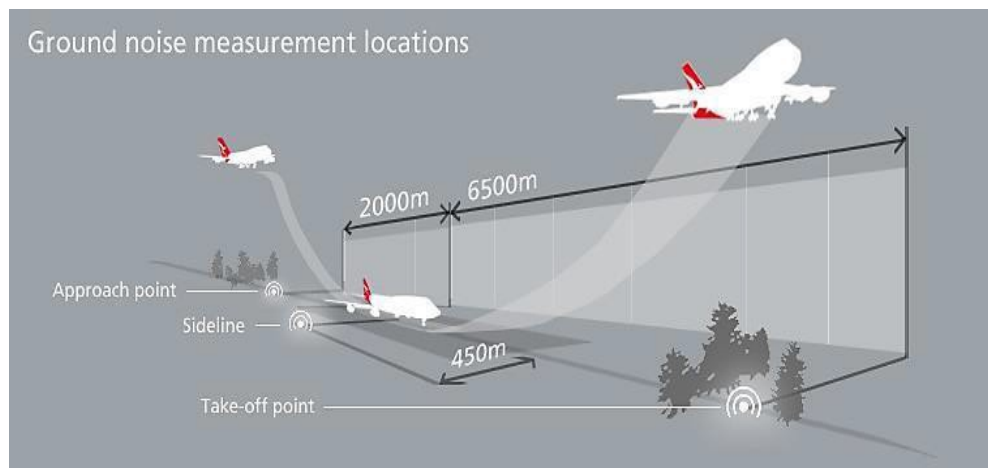 Ground noise measurement locations
2000m
6500m
Approach point
Sideline
450m
Take-off point